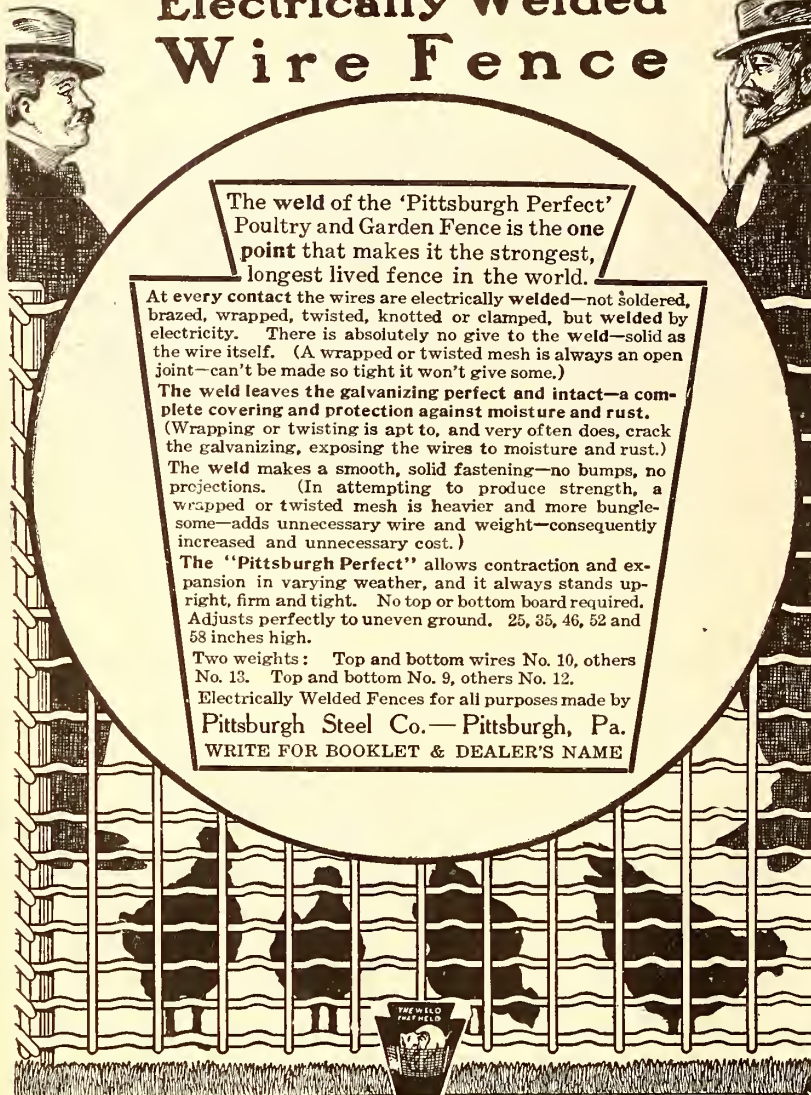 Electrically Welded
Wire Fence
The weld of the 'Pittsburgh Perfect'
Poultry and Garden Fence is the one
point that makes it the strongest,
longest lived fence in the world.
At every contact the wires are electrically welded—not soldered,
brazed, wrapped, twisted, knotted or clamped, but welded by
electricity. There is absolutely no give to the weld—solid as
the wire itself. (A wrapped or twisted mesh is always an open
joint—can't be made so tight it won't give some.)
The weld leaves the galvanizing perfect and intact—a com-
plete covering and protection against moisture and rust.
(Wrapping or twisting is apt to, and very often does, crack
the galvanizing, exposing the wires to moisture and rust.)
The weld makes a smooth, solid fastening—no bumps, no
projections. (In attempting to produce strength, a
wrapped or twisted mesh is heavier and more bungle-
some—adds unnecessary wire and weight—consequently
increased and unnecessary cost.)
The "Pittsburgh Perfect" allows contraction and ex-
pansion in varying weather, and it always stands up-
right, firm and tight. No top or bottom board required.
Adjusts perfectly to uneven ground. 25, 35, 46, 52 and
58 inches high.
Two weights: Top and bottom wires No. 10, others
No. 13. Top and bottom No. 9, others No. 12.
Electrically Welded Fences for all purposes made by
Pittsburgh Steel Co.—Pittsburgh, Pa.
WRITE FOR BOOKLET & DEALER'S NAME
THE WELD
THAT HELD